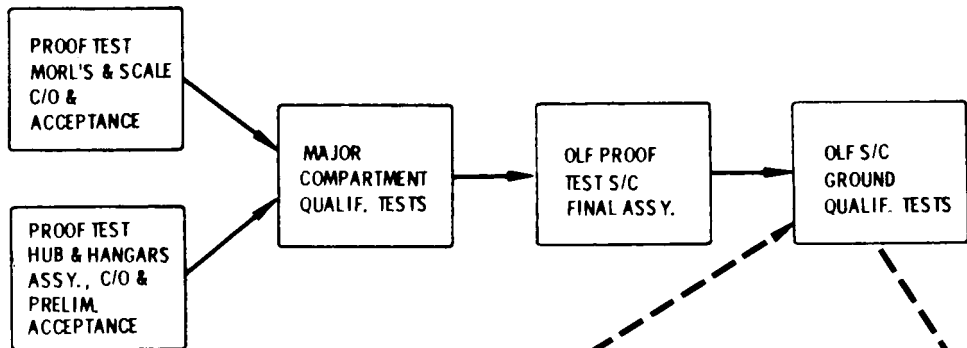 PROOF TEST
MORL'S & SCALE
C/O &
ACCEPTANCE
PROOF TEST
HUB & HANGARS
ASSY., C/O &
PRELIM.
ACCEPTANCE
MAJOR
COMPARTMENT
QUALIF. TESTS
OLF PROOF
TEST S/C
FINAL ASSY.
OLF S/C
GROUND
QUALIF. TESTS